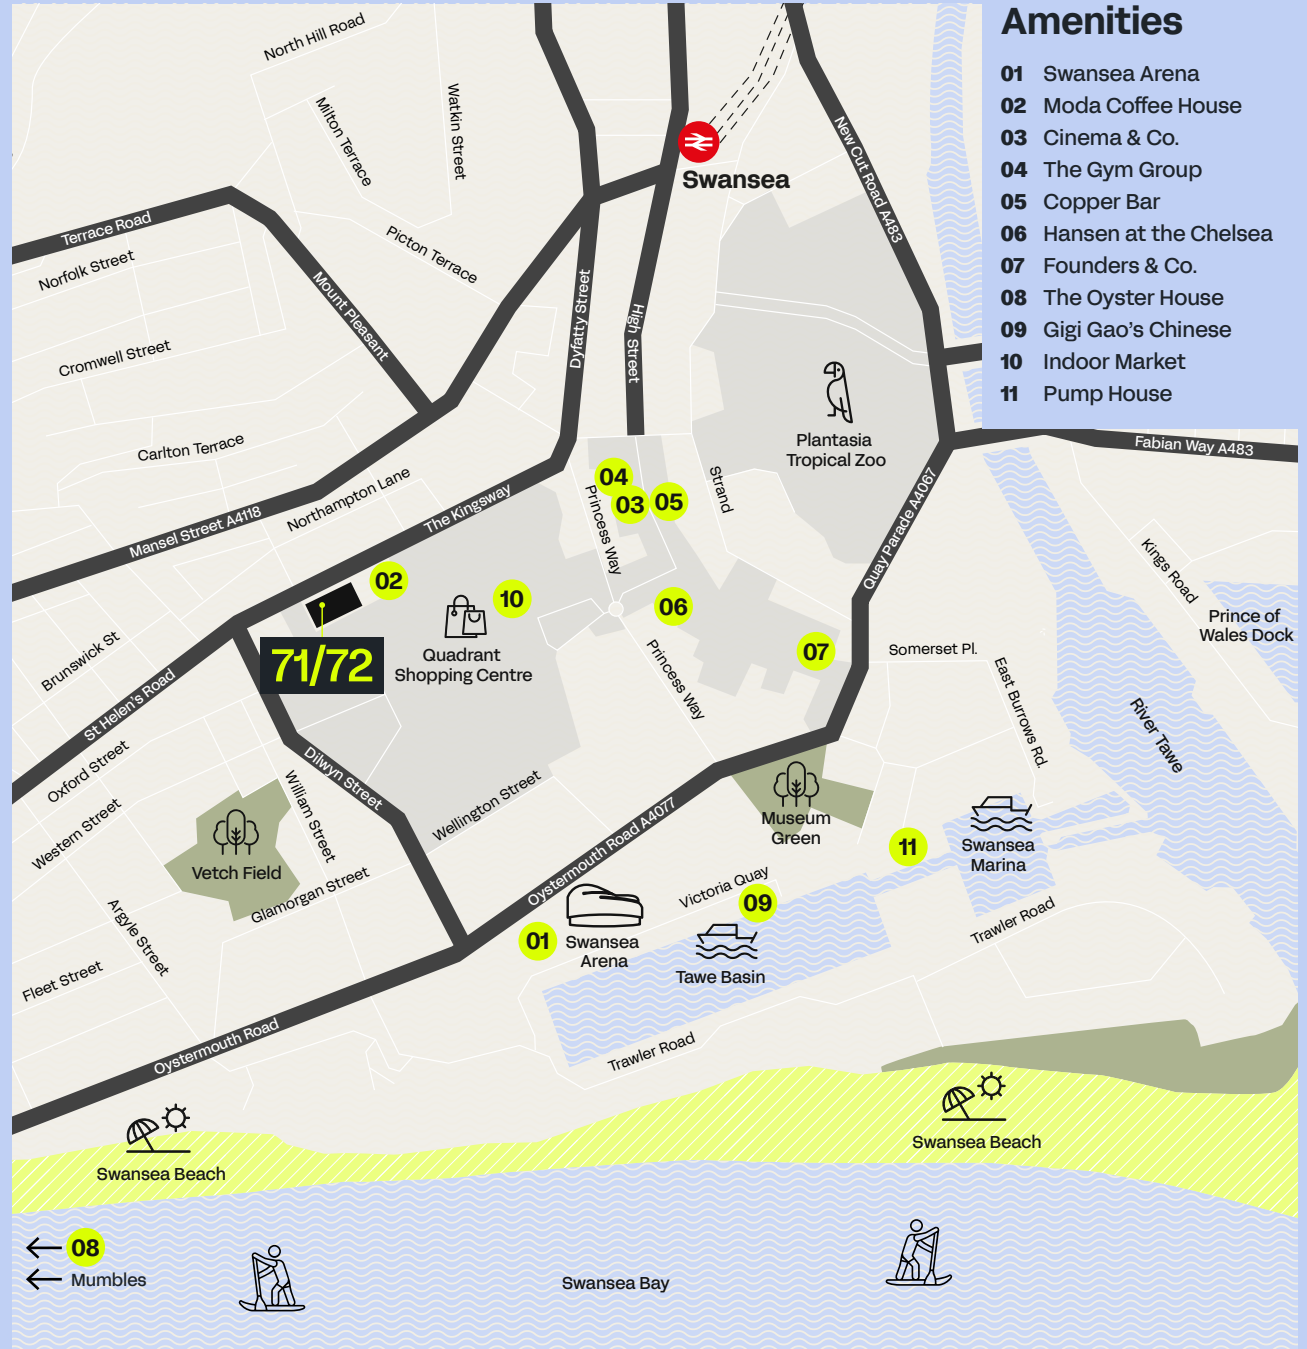 Amenities
01 Swansea Arena
02 Moda Coffee House
03 Cinema & Co.
04 The Gym Group
05 Copper Bar
06 Hansen at the Chelsea
07 Founders & Co.
08 The Oyster House
09 Gigi Gao's Chinese
10 Indoor Market
11 Pump House
North Hill Road
Milton Terrace
Watkin Street
New Cut Road A483
Swansea
Terrace Road
Norfolk Street
Picton Terrace
Mount Pleasant
Dyfatty Street
High Street
Cromwell Street
Plantasia
Tropical Zoo
Carlton Terrace
Fabian Way A483
Northampton Lane
Mansel Street A4118
The Kingsway
04
03
05
Princess Way
Strand
Quay Parade A4067
Kings Road
02
10
06
Prince of
Wales Dock
71/72
Quadrant
Shopping Centre
07
Somerset Pl.
Brunswick St
St Helen's Road
Princess Way
East Burrows Rd.
River Tawe
Oxford Street
Dilwyn Street
Western Street
William Street
Wellington Street
Oystermouth Road A4077
Museum
Green
Vetch Field
11
Swansea
Marina
Glamorgan Street
Victoria Quay
09
Argyle Street
01
Swansea
Arena
Trawler Road
Tawe Basin
Fleet Street
Oystermouth Road
Trawler Road
Swansea Beach
Swansea Beach
08
Mumbles
Swansea Bay